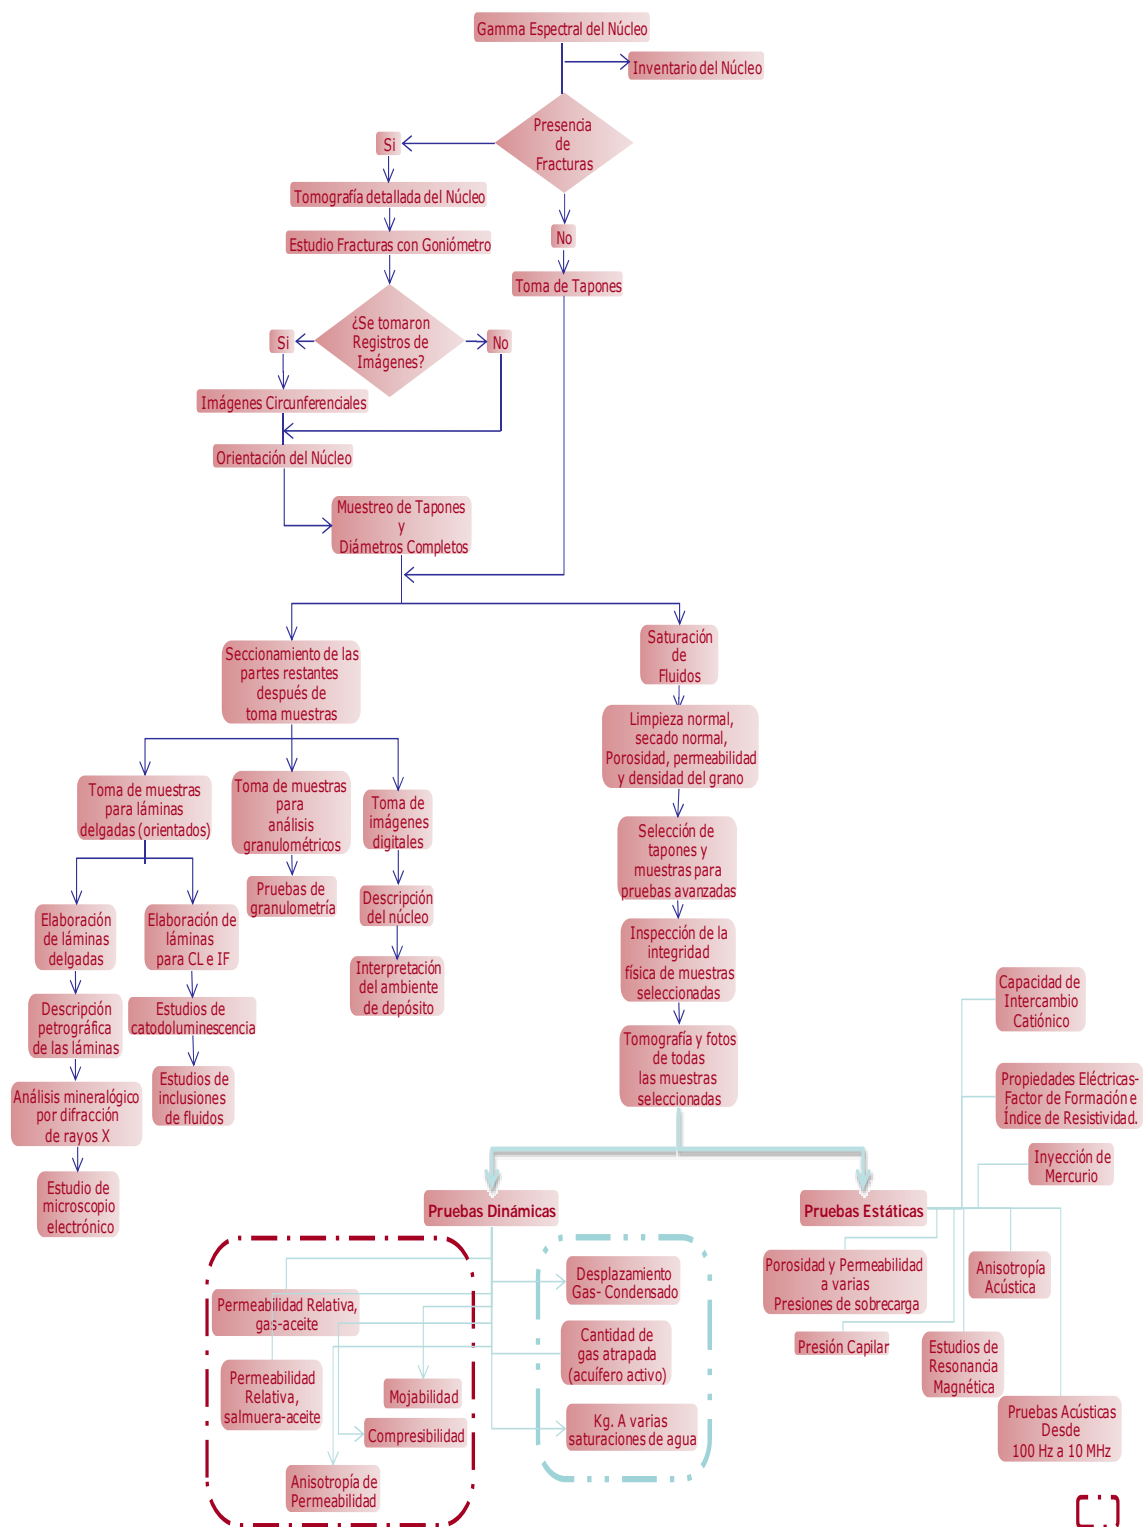 Gamma Espectral del Núcleo
Inventario del Núcleo
Presencia
de
Fracturas
Si
Tomografía detallada del Núcleo
No
Estudio Fracturas con Goniómetro
Toma de Tapones
¿Se tomaron
Registros de
Imágenes?
Si
No
Imágenes Circunferenciales
Orientación del Núcleo
Muestreo de Tapones
y
Diámetros Completos
Seccionamiento de las
partes restantes
después de
toma muestras
Saturación
de
Fluidos
Limpieza normal,
secado normal,
Porosidad, permeabilidad
y densidad del grano
Toma de muestras
para láminas
delgadas (orientados)
Toma de muestras
para
análisis
granulométricos
Toma de
imágenes
digitales
Selección de
tapones y
muestras para
pruebas avanzadas
Pruebas de
granulometría
Descripción
del núcleo
Elaboración
de láminas
delgadas
Elaboración de
láminas
para CL e IF
Inspección de la
integridad
física de muestras
seleccionadas
Interpretación
del ambiente
de depósito
Capacidad de
Intercambio
Catiónico
Descripción
petrográfica
de las láminas
Estudios de
catodoluminescencia
Tomografía y fotos
de todas
las muestras
seleccionadas
Estudios de
inclusiones
de fluidos
Propiedades Eléctricas-
Factor de Formación e
Índice de Resistividad.
Análisis mineralógico
por difracción
de rayos X
Inyección de
Mercurio
Estudio de
microscopio
electrónico
Pruebas Dinámicas
Pruebas Estáticas
Desplazamiento
Gas- Condensado
Porosidad y Permeabilidad
a varias
Presiones de sobrecarga
Anisotropía
Acústica
Permeabilidad Relativa,
gas-aceite
Cantidad de
gas atrapada
(acuífero activo)
Presión Capilar
Estudios de
Resonancia
Magnética
Permeabilidad
Relativa,
salmuera-aceite
Mojabilidad
Compresibilidad
Kg. A varias
saturaciones de agua
Pruebas Acústicas
Desde
100 Hz a 10 MHz
Anisotropía de
Permeabilidad